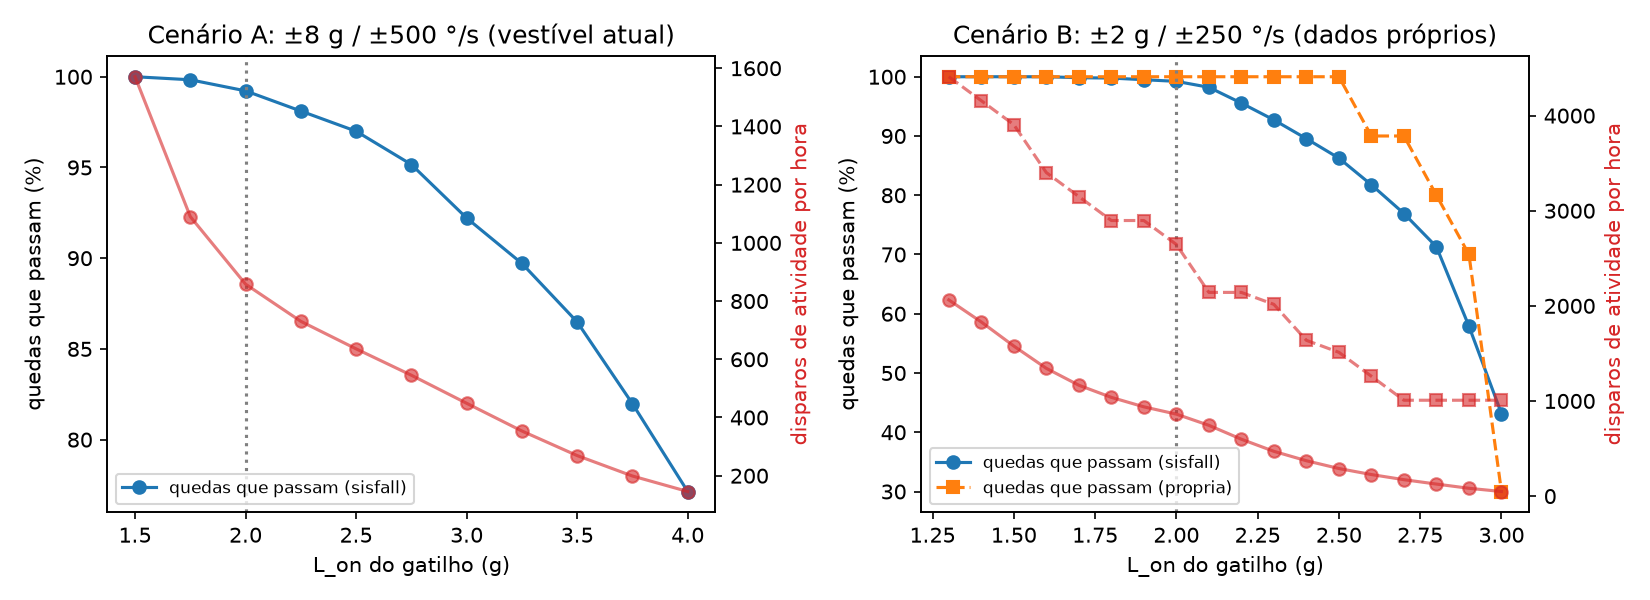 Cenário A: ±8 g / ±500 °/s (vestível atual)
100
95
90
85
80
quedas que passam (%)
1600
1400
1200
1000
800
600
400
200
disparos de atividade por hora
quedas que passam (sisfall)
1.5 2.0 2.5 3.0 3.5 4.0
L_on do gatilho (g)
Cenário B: ±2 g / ±250 °/s (dados próprios)
100
90
80
70
60
50
40
30
quedas que passam (%)
4000
3000
2000
1000
0
disparos de atividade por hora
quedas que passam (sisfall)
quedas que passam (propria)
1.25 1.50 1.75 2.00 2.25 2.50 2.75 3.00
L_on do gatilho (g)